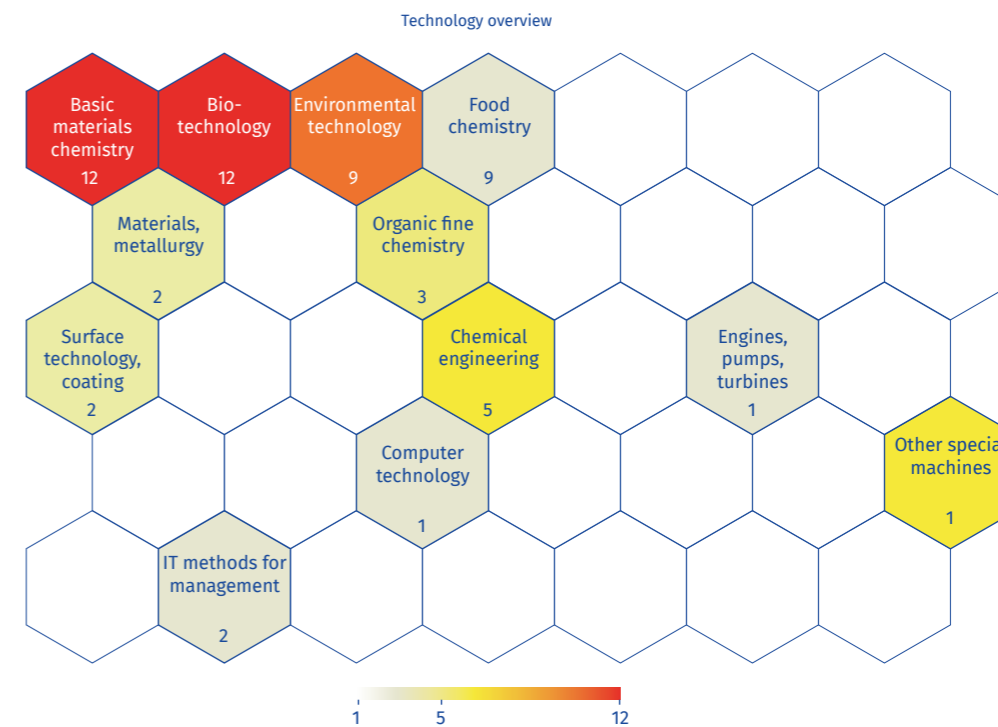 Technology overview
Basic
materials
chemistry
12
Bio-
technology
12
Environmental
technology
9
Food
chemistry
9
Materials,
metallurgy
2
Organic fine
chemistry
3
Surface
technology,
coating
2
Chemical
engineering
5
Engines,
pumps,
turbines
1
Computer
technology
1
Other specia
machines
1
IT methods for
management
2
1 5 12